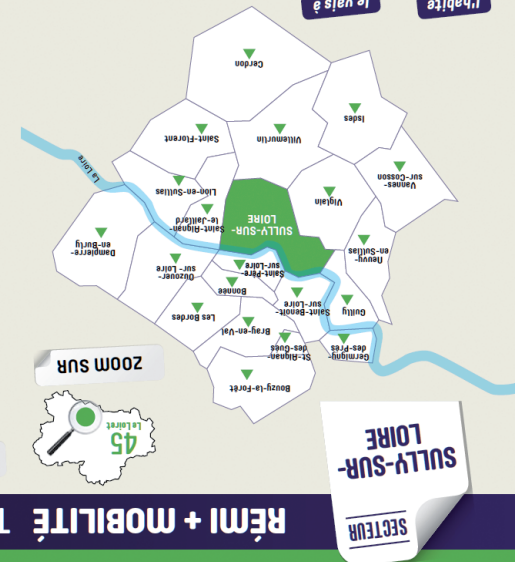 SECTEUR
SULLY-SUR-
LOIRE
RÉMI + MOBILITÉ
45
Le Loiret
ZOOM SUR
Bouzy-la-Forêt
Germigny-
des-Prés
St-Aignan-
des-Gués
Bray-en-Val
Les Bordes
Guilly
Saint-Benoit-
sur-Loire
Bonnée
Saint-Père-
sur-Loire
Ouzouer-
sur- Loire
Dampierre-
en-Burly
Neuvy-
en-Sullias
SULLY-SUR-
LOIRE
Saint-Aignan-
le-Jaillard
Viglain
Lion-en-Sullias
Vannes-
sur-Cosson
La Loire
Villemurlin
Saint-Florent
Isdes
Cerdon
J'habite
Je vais à